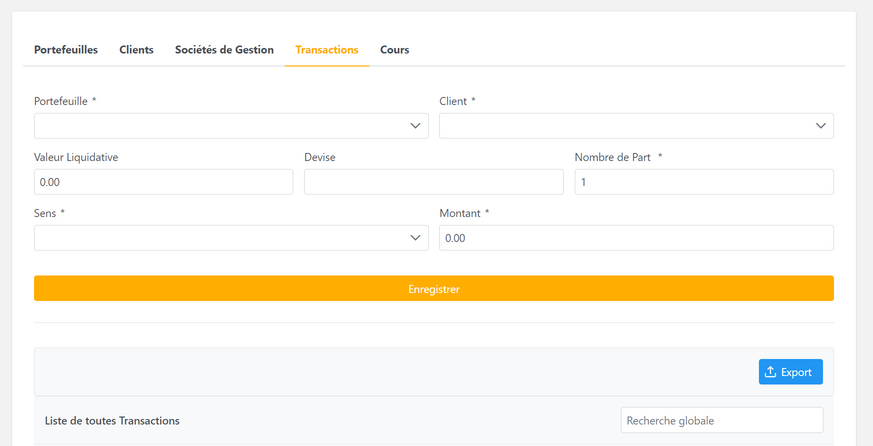 Portefeuilles Clients Sociétés de Gestion Transactions Cours
Portefeuille * Client *
Valeur Liquidative Devise Nombre de Part *
0.00 1
Sens * Montant *
0.00
Enregistrer
Export
Liste de toutes Transactions Recherche globale